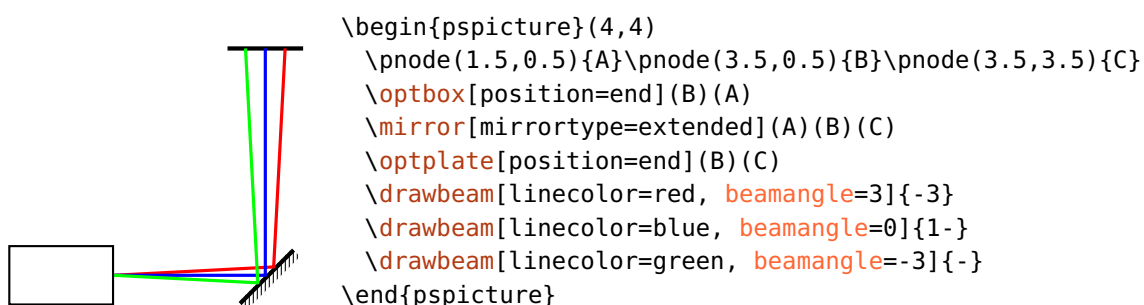 \begin{pspicture}(4,4)
\pnode(1.5,0.5){A}\pnode(3.5,0.5){B}\pnode(3.5,3.5){C}
\optbox[position=end](B)(A)
\mirror[mirrortype=extended](A)(B)(C)
\optplate[position=end](B)(C)
\drawbeam[linecolor=red, beamangle=3]{-3}
\drawbeam[linecolor=blue, beamangle=0]{1-}
\drawbeam[linecolor=green, beamangle=-3]{-}
\end{pspicture}